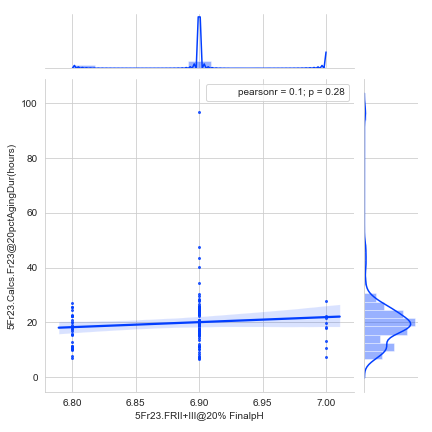 pearsonr = 0.1; p = 0.28
100
80
60
40
20
0
5Fr23.Calcs.Fr23@20pctAgingDur(hours)
6.80 6.85 6.90 6.95 7.00
5Fr23.FRII+III@20% FinalpH